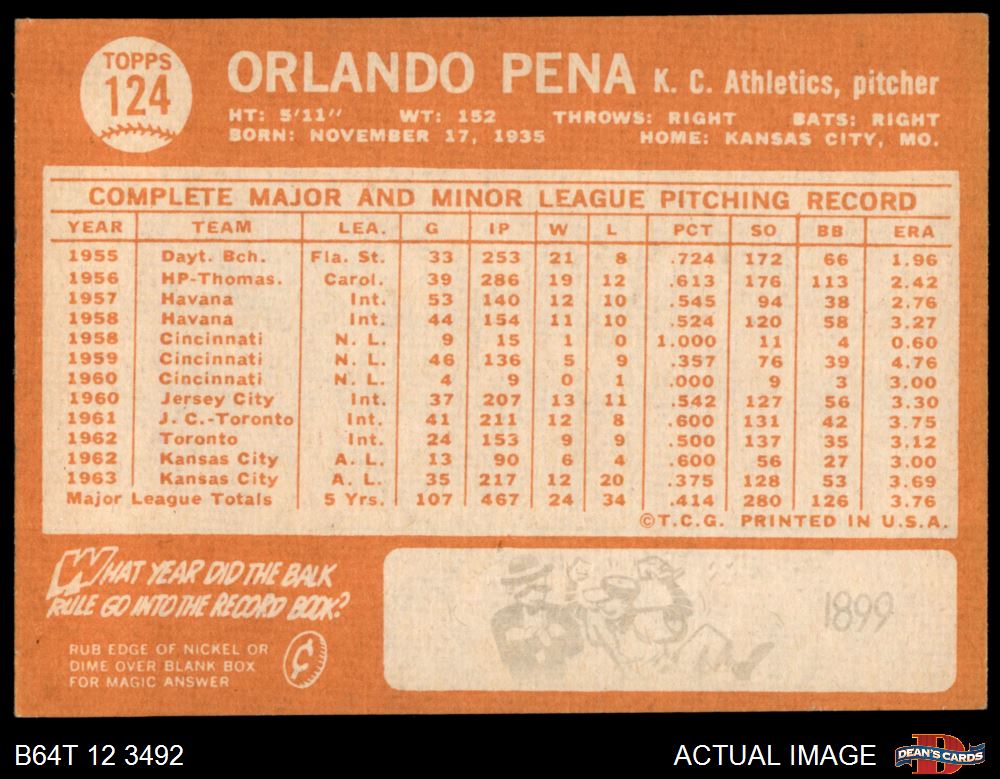 TOPPS
124
ORLANDO PENA K. C. Athletics, pitcher
HT: 5'11" WT: 152 THROWS: RIGHT BATS: RIGHT
BORN: NOVEMBER 17, 1935 HOME: KANSAS CITY, MO.
COMPLETE MAJOR AND MINOR LEAGUE PITCHING RECORD
YEAR TEAM LEA. G IP W L PCT SO BB ERA
1955 Dayt. Bch. Fla. St. 33 253 21 8 .724 172 66 1.96
1956 HP-Thomas. Carol. 39 286 19 12 .613 176 113 2.42
1957 Havana Int. 53 140 12 10 .545 94 38 2.76
1958 Havana Int. 44 154 11 10 .524 120 58 3.27
1958 Cincinnati N. L. 9 15 1 0 1.000 11 4 0.60
1959 Cincinnati N. L. 46 136 5 9 .357 76 39 4.76
1960 Cincinnati N. L. 4 9 0 1 .000 9 3 3.00
1960 Jersey City Int. 37 207 13 11 .542 127 56 3.30
1961 J. C.-Toronto Int. 41 211 12 8 .600 131 42 3.75
1962 Toronto Int. 24 153 9 9 .500 137 35 3.12
1962 Kansas City A. L. 13 90 6 4 .600 56 27 3.00
1963 Kansas City A. L. 35 217 12 20 .375 128 53 3.69
Major League Totals 5 Yrs. 107 467 24 34 .414 280 126 3.76
©T.C.G. PRINTED IN U.S.A.
WHAT YEAR DID THE BALK
RULE GO INTO THE RECORD BOOK?
RUB EDGE OF NICKEL OR
DIME OVER BLANK BOX
FOR MAGIC ANSWER
¢
1899
B64T 12 3492 ACTUAL IMAGE
DEAN'S CARDS